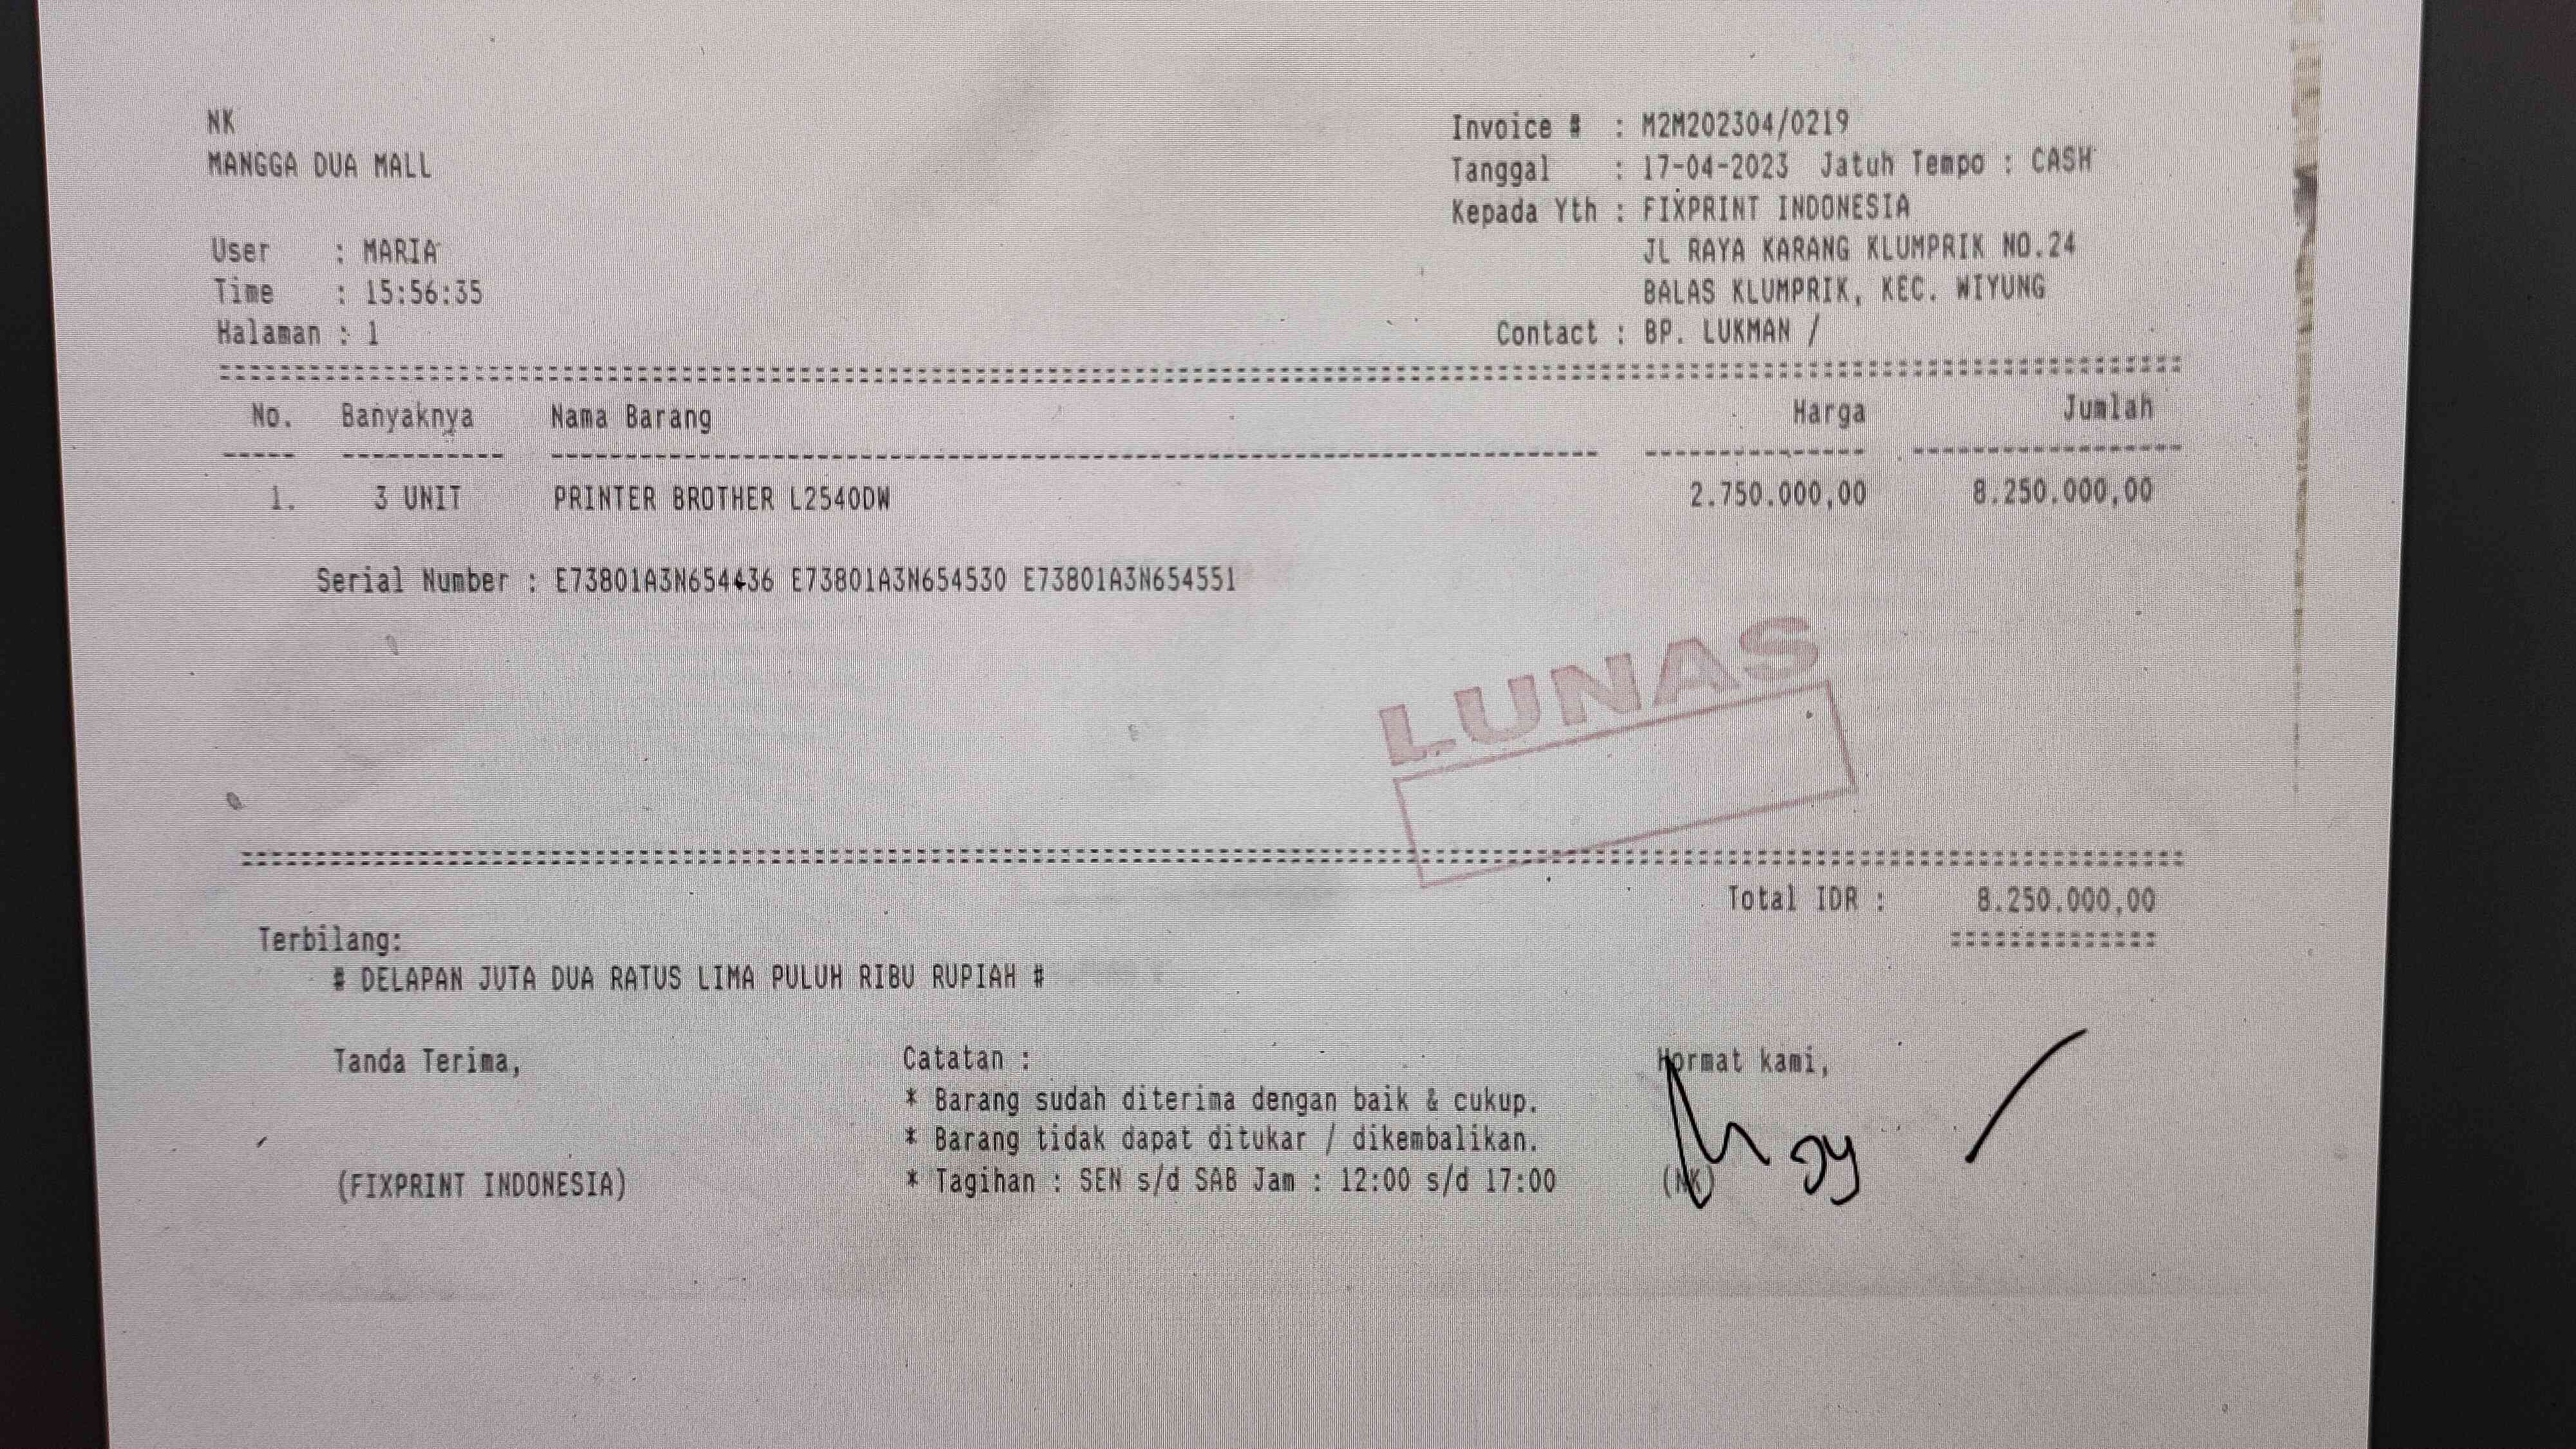 NK
MANGGA DUA MALL
User : MARIA
Time : 15:56:35
Halaman : 1
Invoice # : M2M202304/0219
Tanggal : 17-04-2023 Jatuh Tempo : CASH
Kepada Yth : FIXPRINT INDONESIA
JL RAYA KARANG KLUMPRIK NO.24
BALAS KLUMPRIK, KEC. WIYUNG
Contact : BP. LUKMAN /
No. Banyaknya Nama Barang Harga Jumlah
1. 3 UNIT PRINTER BROTHER L2540DW 2.750.000,00 8.250.000,00
Serial Number : E73801A3N654436 E73801A3N654530 E73801A3N654551
LUNAS
Total IDR : 8.250.000,00
Terbilang:
# DELAPAN JUTA DUA RATUS LIMA PULUH RIBU RUPIAH #
Tanda Terima,
(FIXPRINT INDONESIA)
Catatan :
* Barang sudah diterima dengan baik & cukup.
* Barang tidak dapat ditukar / dikembalikan.
* Tagihan : SEN s/d SAB Jam : 12:00 s/d 17:00
Hormat kami,
(NK)